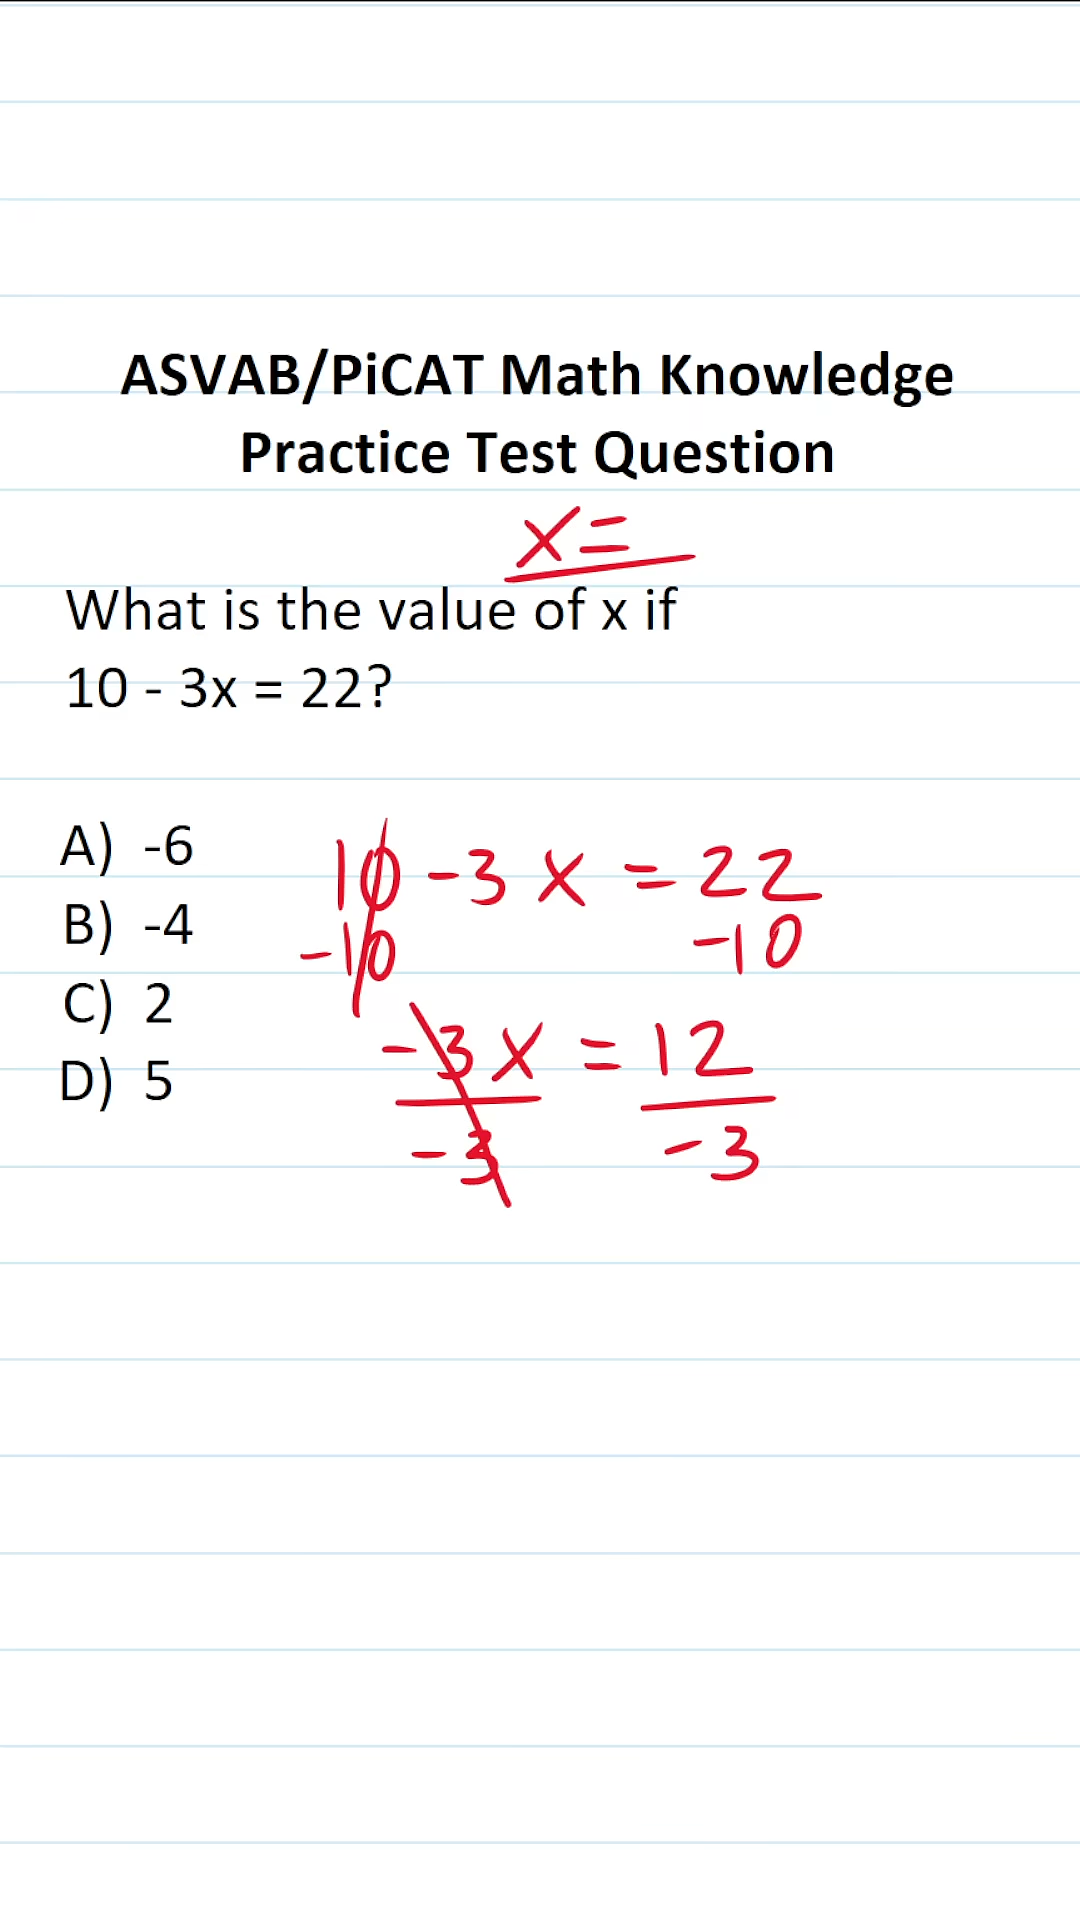 ASVAB/PiCAT Math Knowledge
Practice Test Question
x=
What is the value of x if
10 - 3x = 22?
A) -6
B) -4
C) 2
D) 5
10 -3x = 22
-10 -10
-3x = 12
-3 -3